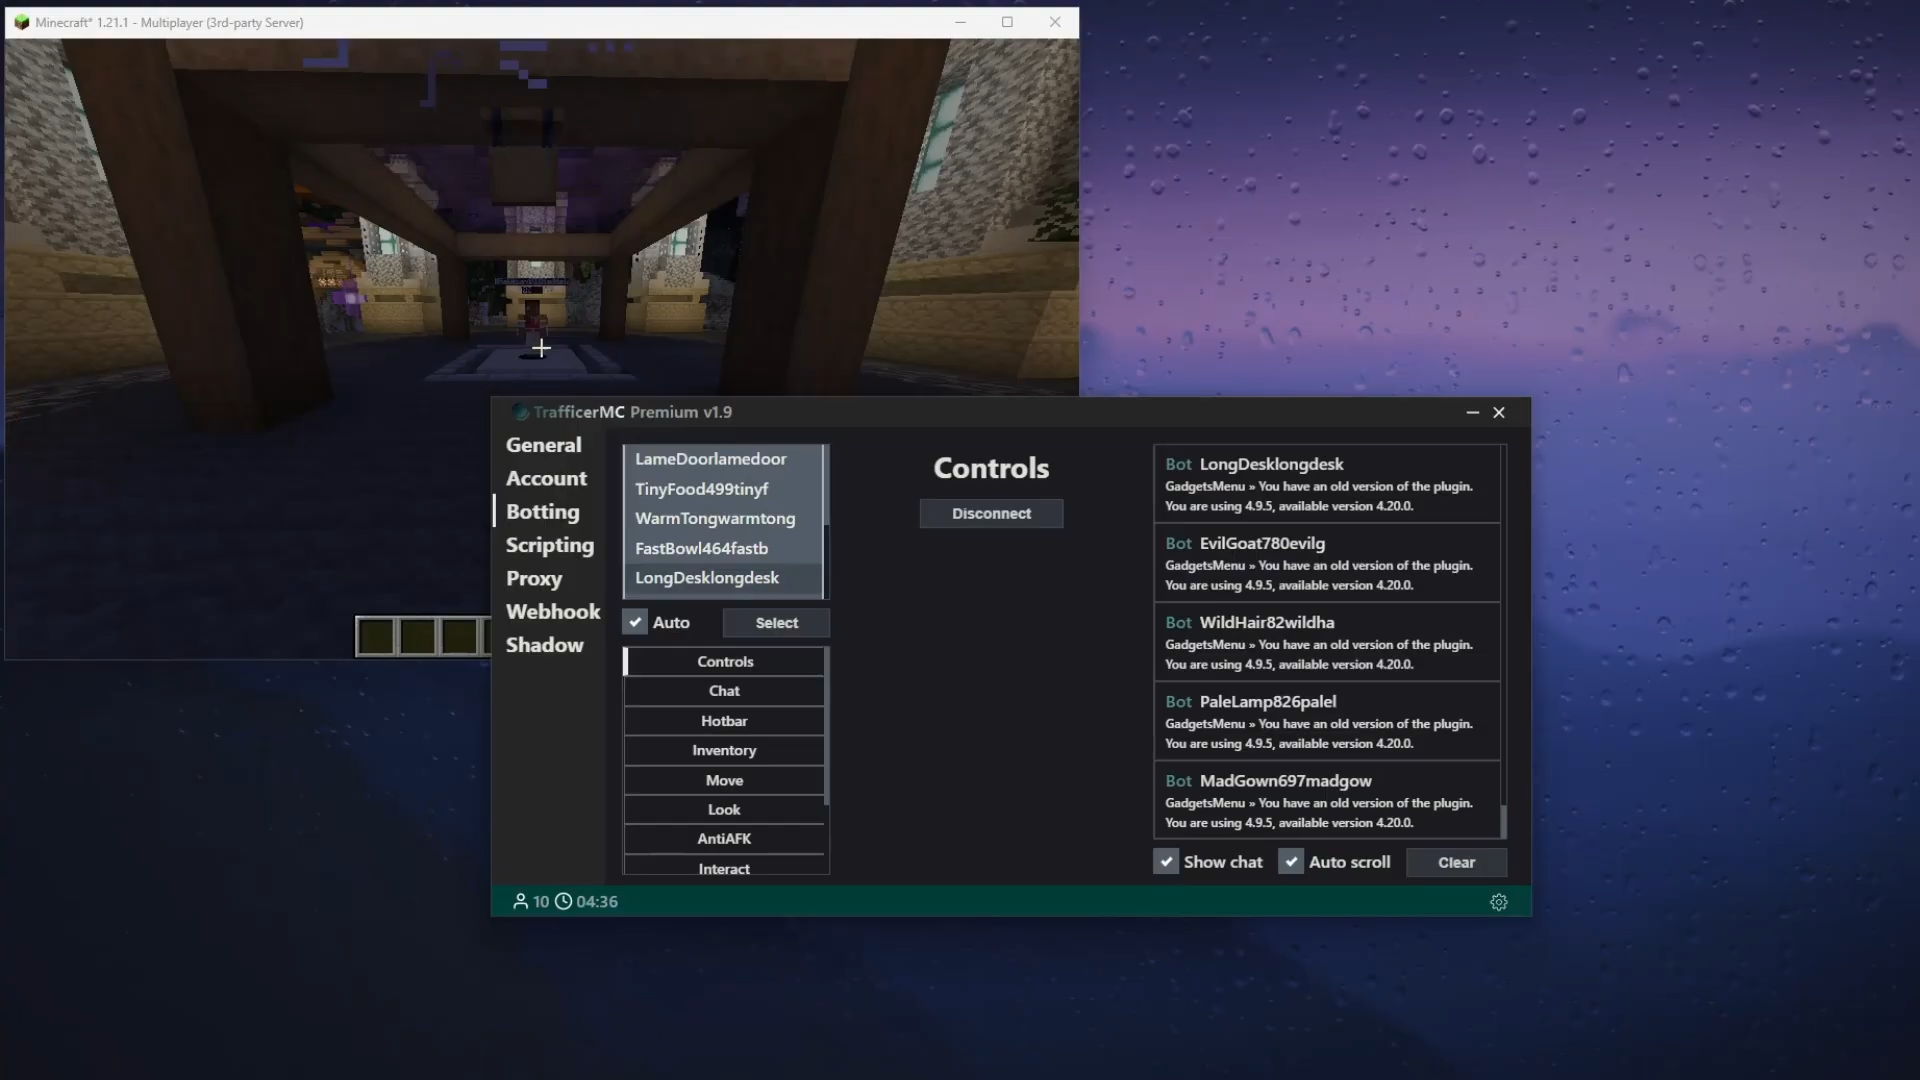 Minecraft* 1.21.1 - Multiplayer (3rd-party Server)
TrafficerMC Premium v1.9
General
Account
Botting
Scripting
Proxy
Webhook
Shadow
LameDoorlamedoor
TinyFood499tinyf
WarmTongwarmtong
FastBowl464fastb
LongDesklongdesk
Auto
Select
Controls
Chat
Hotbar
Inventory
Move
Look
AntiAFK
Interact
Controls
Disconnect
Bot LongDesklongdesk
GadgetsMenu » You have an old version of the plugin.
You are using 4.9.5, available version 4.20.0.
Bot EvilGoat780evilg
GadgetsMenu » You have an old version of the plugin.
You are using 4.9.5, available version 4.20.0.
Bot WildHair82wildha
GadgetsMenu » You have an old version of the plugin.
You are using 4.9.5, available version 4.20.0.
Bot PaleLamp826palel
GadgetsMenu » You have an old version of the plugin.
You are using 4.9.5, available version 4.20.0.
Bot MadGown697madgow
GadgetsMenu » You have an old version of the plugin.
You are using 4.9.5, available version 4.20.0.
Show chat
Auto scroll
Clear
10 04:36